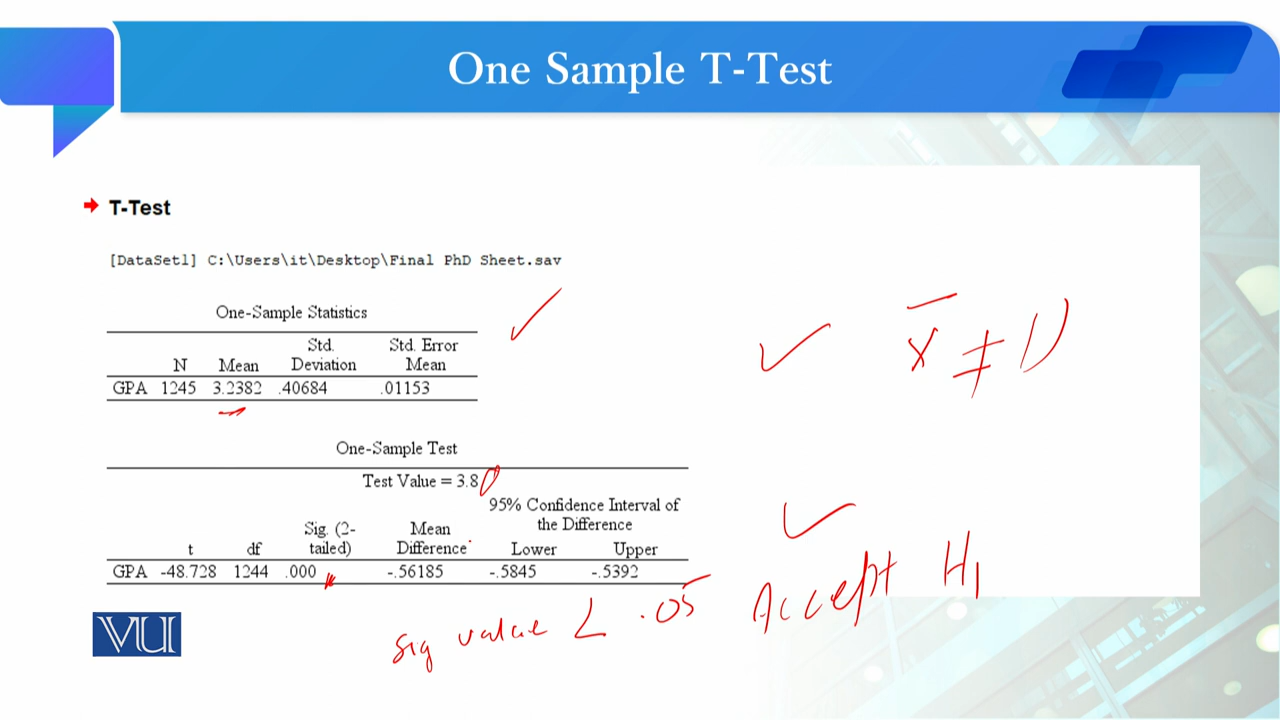 One Sample T-Test
T-Test
[DataSet1] C:\Users\it\Desktop\Final PhD Sheet.sav
One-Sample Statistics
N Mean Std. Deviation Std. Error Mean
GPA 1245 3.2382 .40684 .01153
x̄ ≠
One-Sample Test
Test Value = 3.80
95% Confidence Interval of the Difference
t df Sig. (2-tailed) Mean Difference Lower Upper
GPA -48.728 1244 .000 -.56185 -.5845 -.5392
Sig value < .05 Accept H1
VU